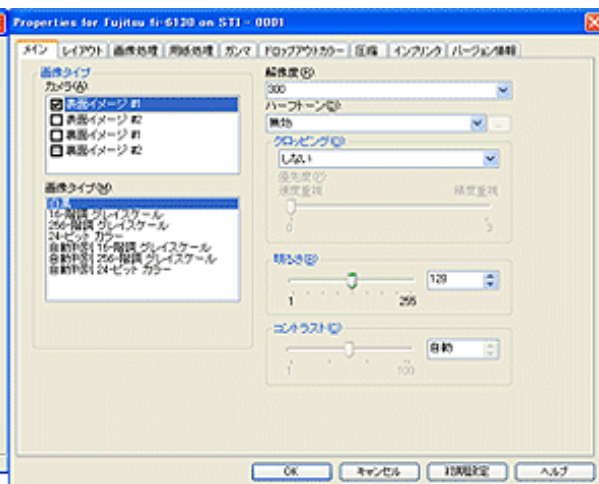 Properties for Fujitsu fi-6130 on STI - 0001
メイン レイアウト 画像処理 用紙処理 ガンマ ドロップアウトカラー 圧縮 インプリンタ バージョン情報
画像タイプ
カメラ(A)
表面イメージ #1
表面イメージ #2
裏面イメージ #1
裏面イメージ #2
画像タイプ(M)
白黒
16-階調 グレイスケール
256-階調 グレイスケール
24-ビット カラー
自動判別 16-階調 グレイスケール
自動判別 256-階調 グレイスケール
自動判別 24-ビット カラー
解像度(R)
300
ハーフトーン(D)
無効
...
クロッピング(O)
しない
優先度(P)
速度重視 精度重視
0 3
明るさ(B)
128
1 255
コントラスト(C)
自動
1 100
OK キャンセル 初期設定 ヘルプ